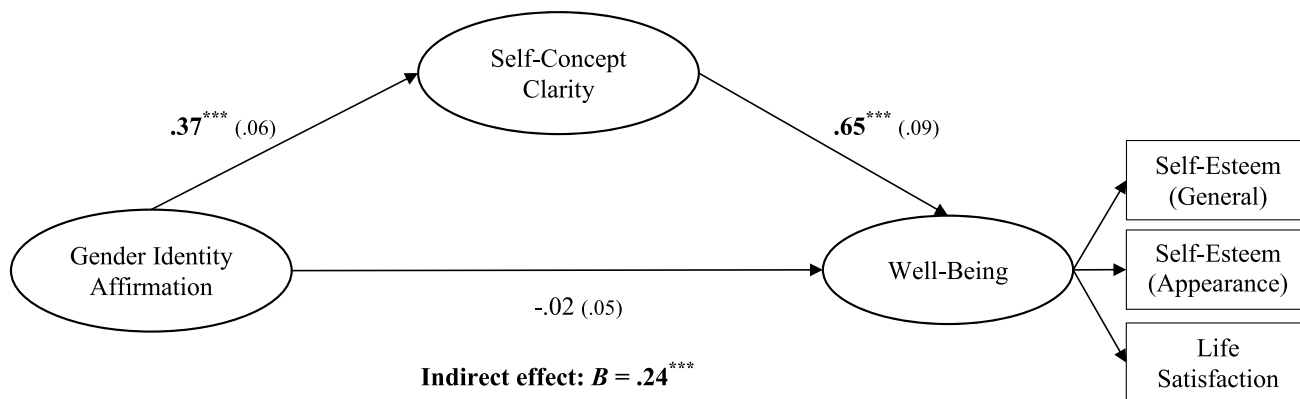 Self-Concept
Clarity
.37*** (.06)
.65*** (.09)
Self-Esteem
(General)
Gender Identity
Affirmation
Well-Being
Self-Esteem
(Appearance)
-.02 (.05)
Life
Satisfaction
Indirect effect: B = .24***